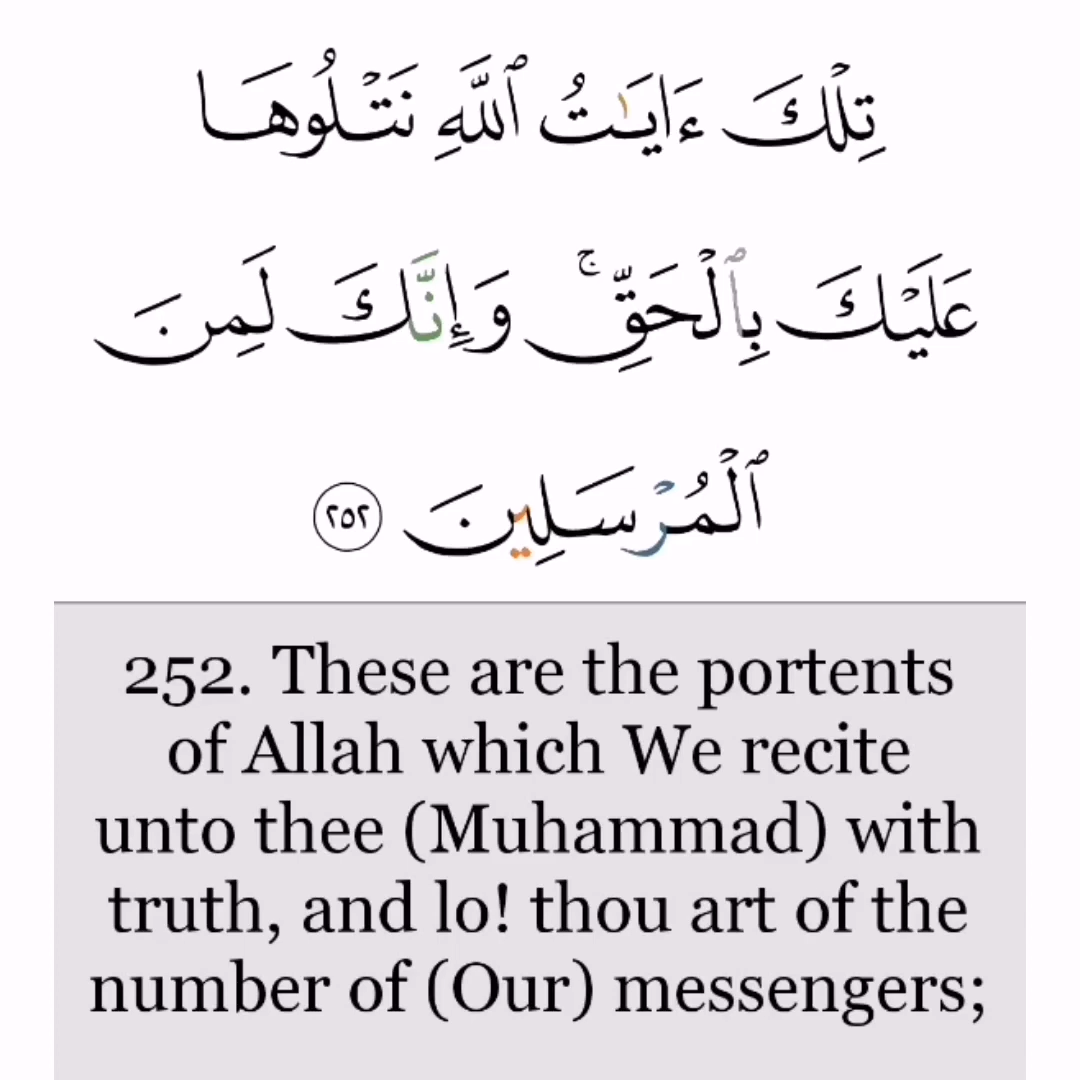 تِلْكَ ءَايَـٰتُ ٱللَّهِ نَتْلُوهَا
عَلَيْكَ بِٱلْحَقِّ ۚ وَإِنَّكَ لَمِنَ
ٱلْمُرْسَلِينَ ٢٥٢
252. These are the portents
of Allah which We recite
unto thee (Muhammad) with
truth, and lo! thou art of the
number of (Our) messengers;